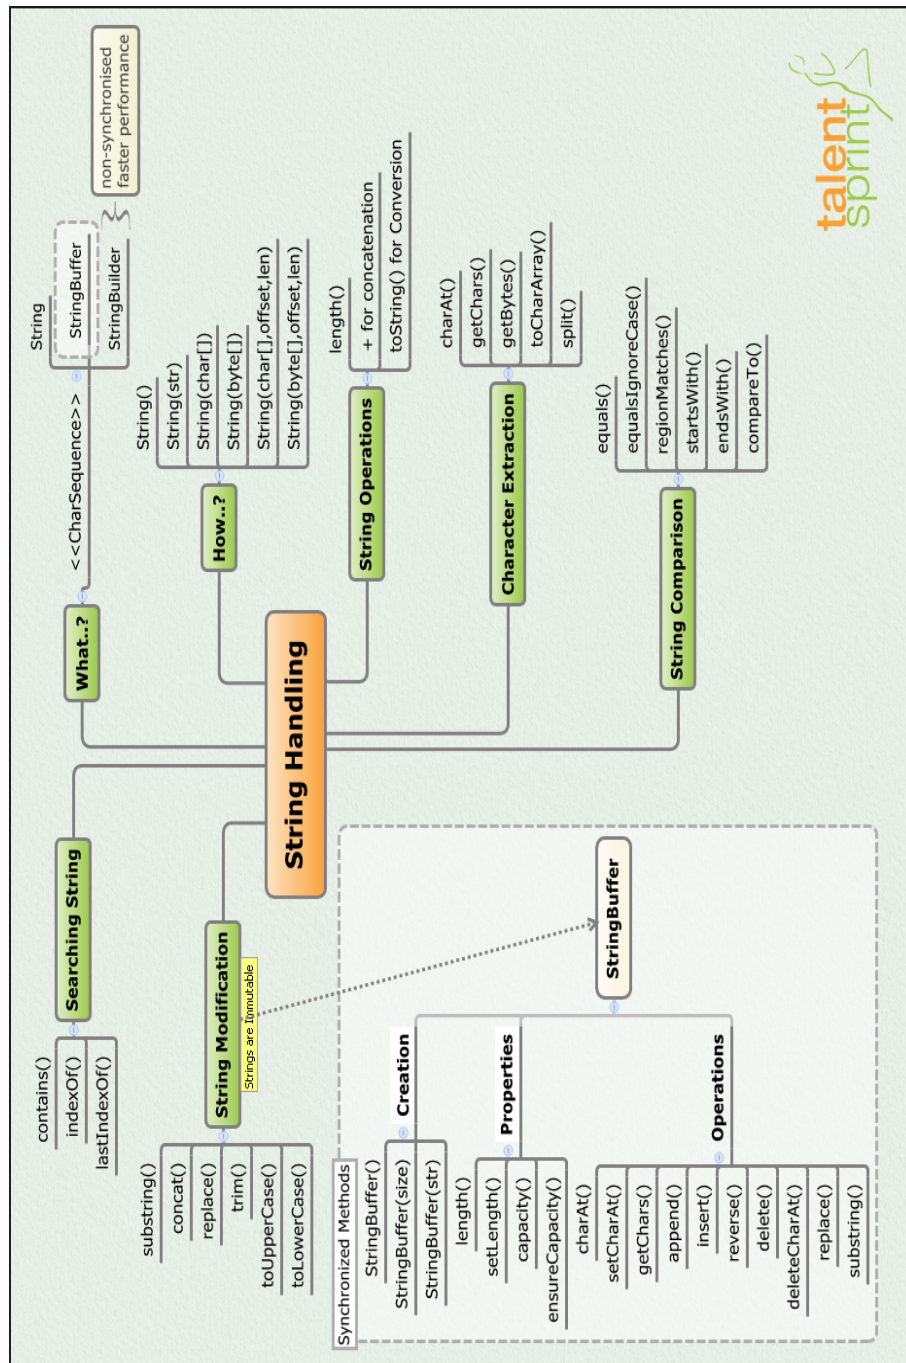 String Handling
What..?
<<CharSequence>>
String
StringBuffer
StringBuilder
non-synchronised
faster performance
How..?
String()
String(str)
String(char[])
String(byte[])
String(char[],offset,len)
String(byte[],offset,len)
String Operations
length()
+ for concatenation
toString() for Conversion
Character Extraction
charAt()
getChars()
getBytes()
toCharArray()
split()
String Comparison
equals()
equalsIgnoreCase()
regionMatches()
startsWith()
endsWith()
compareTo()
Searching String
contains()
indexOf()
lastIndexOf()
String Modification
Strings are Immutable
substring()
concat()
replace()
trim()
toUpperCase()
toLowerCase()
Synchronized Methods
StringBuffer
Creation
StringBuffer()
StringBuffer(size)
StringBuffer(str)
Properties
length()
setLength()
capacity()
ensureCapacity()
Operations
charAt()
setCharAt()
getChars()
append()
insert()
reverse()
delete()
deleteCharAt()
replace()
substring()
talent
sprint